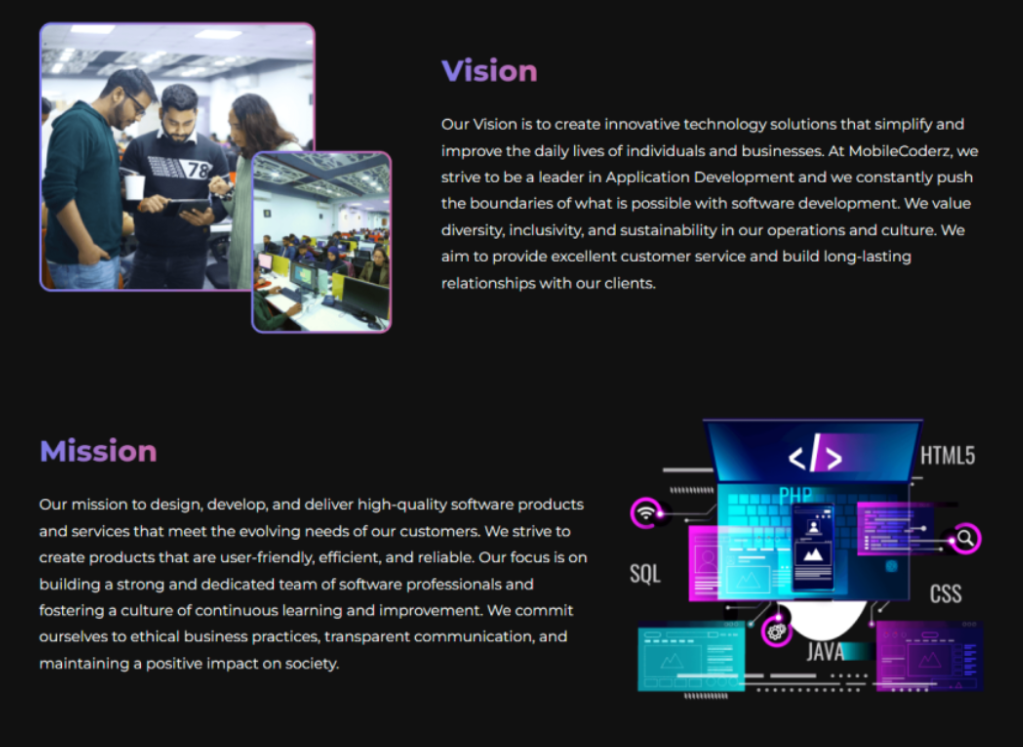 Vision
Our Vision is to create innovative technology solutions that simplify and
improve the daily lives of individuals and businesses. At MobileCoderz, we
strive to be a leader in Application Development and we constantly push
the boundaries of what is possible with software development. We value
diversity, inclusivity, and sustainability in our operations and culture. We
aim to provide excellent customer service and build long-lasting
relationships with our clients.
78
Mission
Our mission to design, develop, and deliver high-quality software products
and services that meet the evolving needs of our customers. We strive to
create products that are user-friendly, efficient, and reliable. Our focus is on
building a strong and dedicated team of software professionals and
fostering a culture of continuous learning and improvement. We commit
ourselves to ethical business practices, transparent communication, and
maintaining a positive impact on society.
</>
HTML5
PHP
SQL
CSS
JAVA